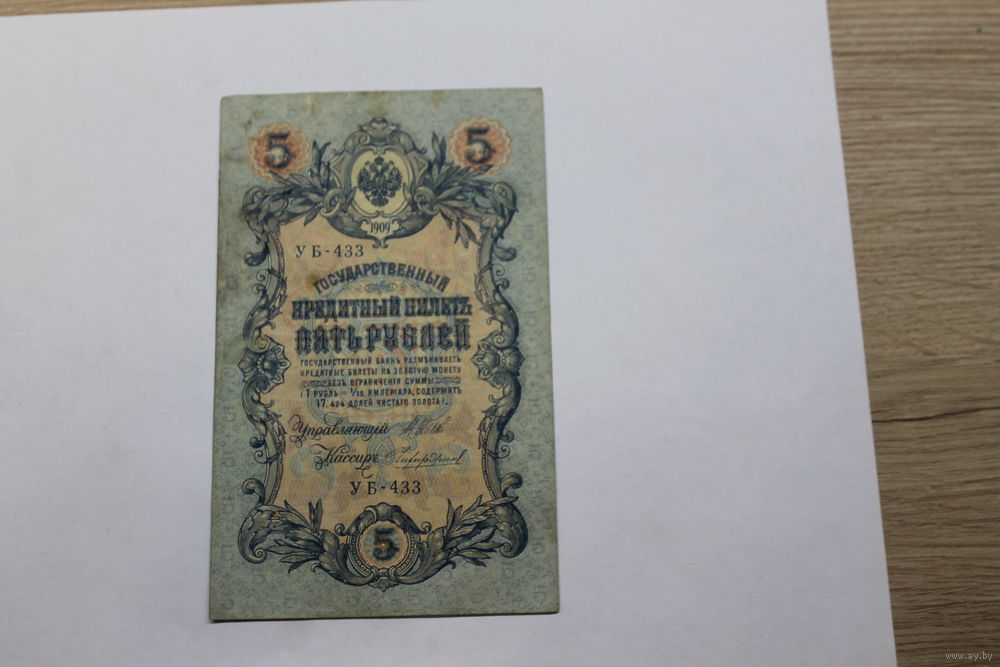 5 5
1909
УБ-433
ГОСУДАРСТВЕННЫЙ
КРЕДИТНЫЙ БИЛЕТЪ
ПЯТЬ РУБЛЕЙ
ГОСУДАРСТВЕННЫЙ БАНКЪ РАЗМѢНИВАЕТЪ
КРЕДИТНЫЕ БИЛЕТЫ НА ЗОЛОТУЮ МОНЕТУ
БЕЗЪ ОГРАНИЧЕНІЯ СУММЫ
(1 РУБЛЬ = 1/15 ИМПЕРІАЛА, СОДЕРЖИТЪ
17,424 ДОЛЕЙ ЧИСТАГО ЗОЛОТА).
Управляющій
Кассиръ
УБ-433
5
www.ay.by